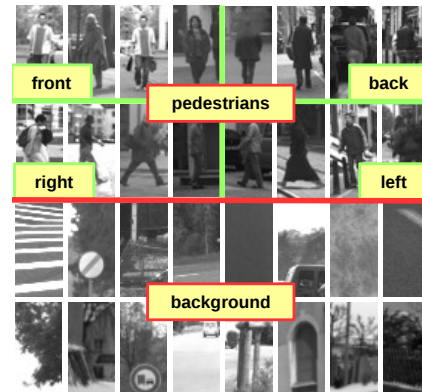 front
back
pedestrians
right
left
background